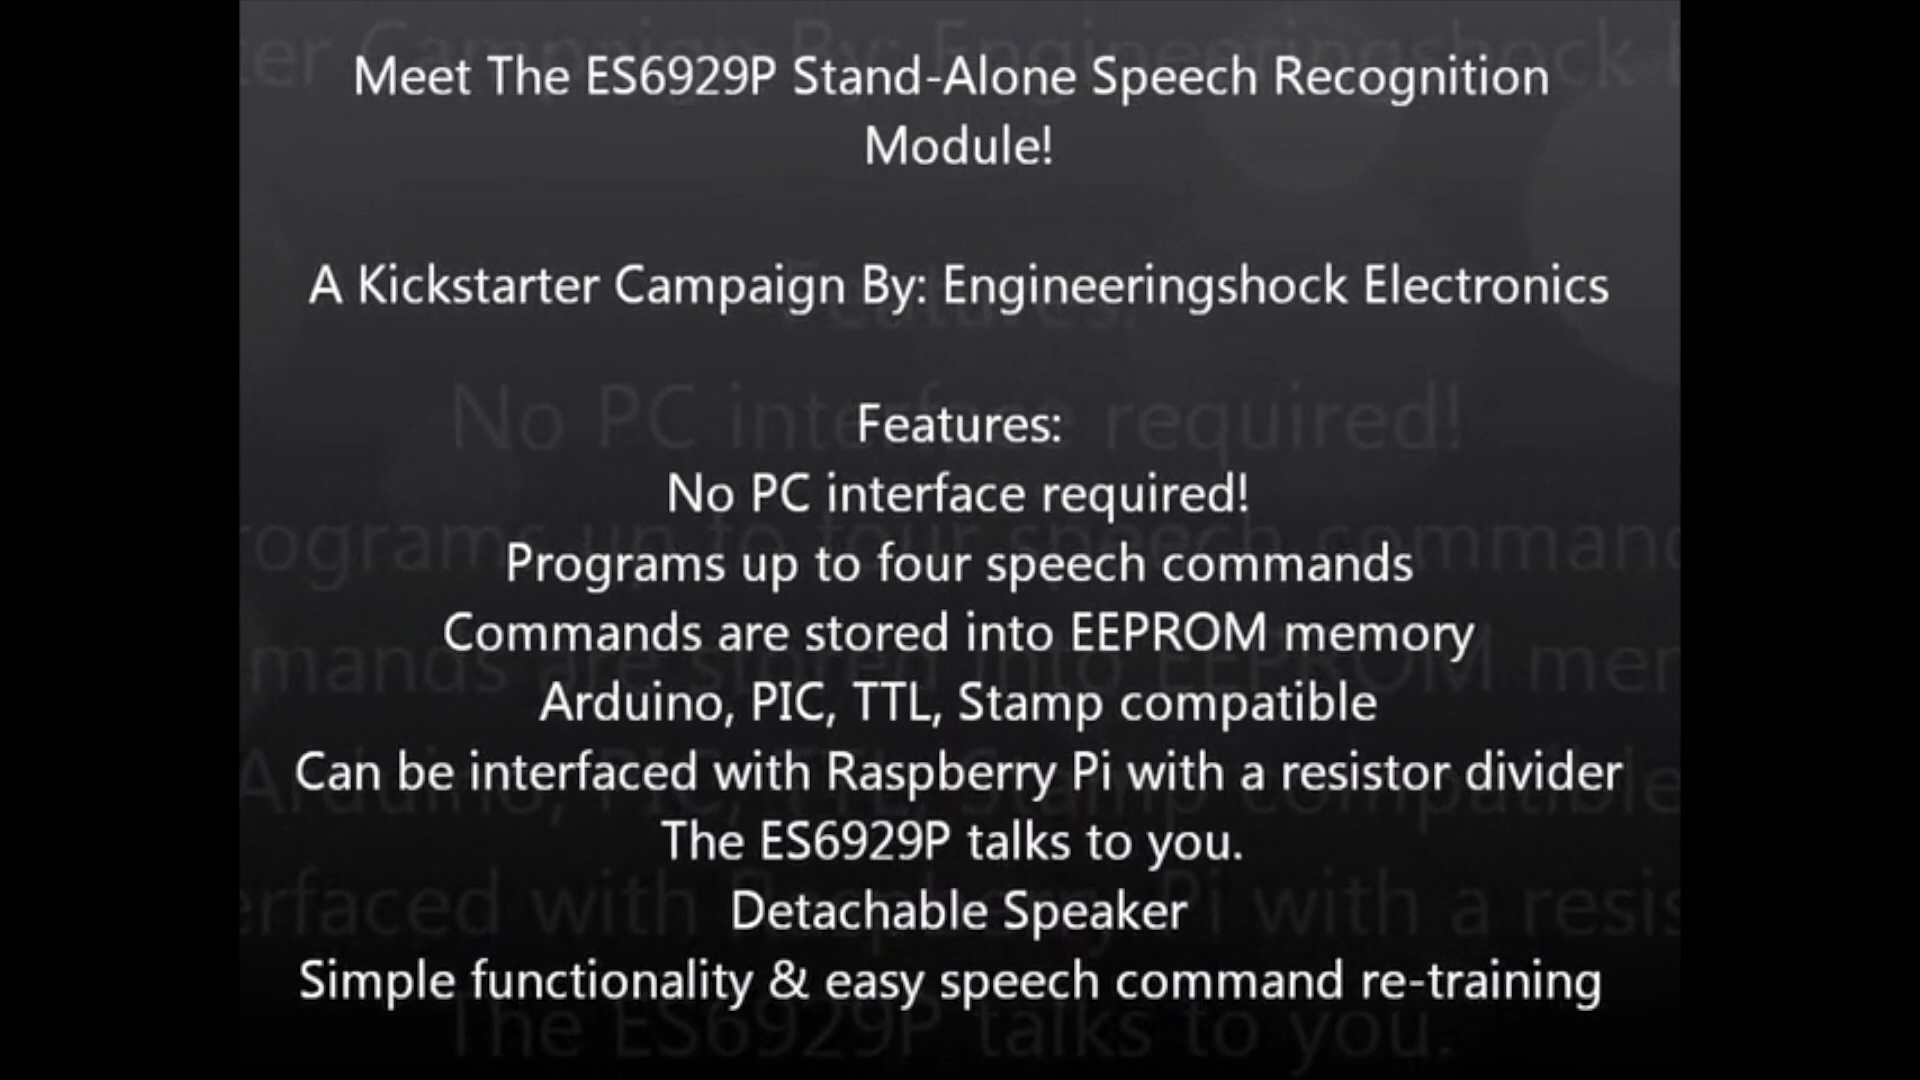 Meet The ES6929P Stand-Alone Speech Recognition
Module!
A Kickstarter Campaign By: Engineeringshock Electronics
Features:
No PC interface required!
Programs up to four speech commands
Commands are stored into EEPROM memory
Arduino, PIC, TTL, Stamp compatible
Can be interfaced with Raspberry Pi with a resistor divider
The ES6929P talks to you.
Detachable Speaker
Simple functionality & easy speech command re-training